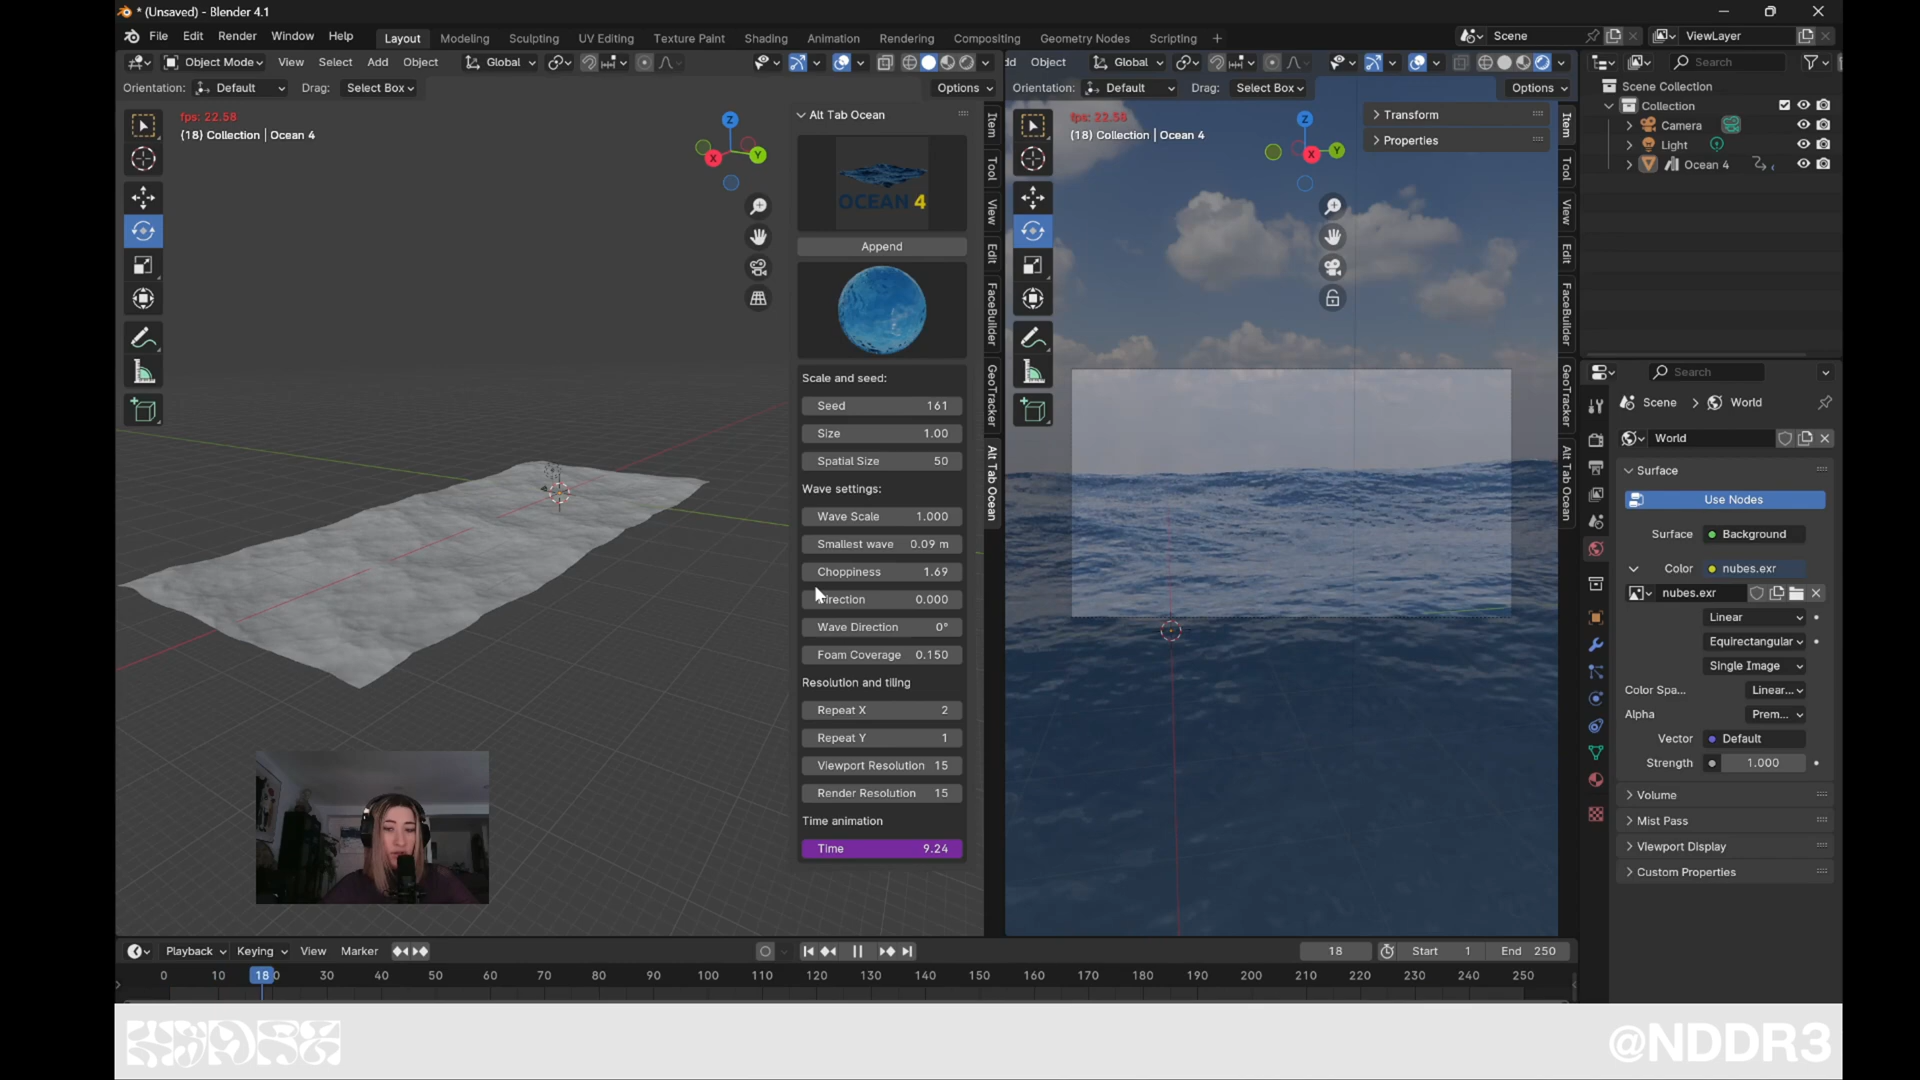 * (Unsaved) - Blender 4.1
File Edit Render Window Help Layout Modeling Sculpting UV Editing Texture Paint Shading Animation Rendering Compositing Geometry Nodes Scripting + Scene ViewLayer
Object Mode View Select Add Object Global
dd Object Global
Search
Orientation: Default Drag: Select Box Options
Orientation: Default Drag: Select Box Options
fps: 22.58
(18) Collection | Ocean 4
Z
X
Y
Alt Tab Ocean
OCEAN 4
Append
Scale and seed:
Seed 161
Size 1.00
Spatial Size 50
Wave settings:
Wave Scale 1.000
Smallest wave 0.09 m
Choppiness 1.69
irection 0.000
Wave Direction 0°
Foam Coverage 0.150
Resolution and tiling
Repeat X 2
Repeat Y 1
Viewport Resolution 15
Render Resolution 15
Time animation
Time 9.24
Item
Tool
View
Edit
FaceBuilder
GeoTracker
Alt Tab Ocean
fps: 22.58
(18) Collection | Ocean 4
Z
X
Y
Transform
Properties
Item
Tool
View
Edit
FaceBuilder
GeoTracker
Alt Tab Ocean
Scene Collection
Collection
Camera
Light
Ocean 4
Search
Scene > World
World
Surface
Use Nodes
Surface Background
Color nubes.exr
nubes.exr
Linear
Equirectangular
Single Image
Color Spa... Linear...
Alpha Prem...
Vector Default
Strength 1.000
Volume
Mist Pass
Viewport Display
Custom Properties
Playback Keying View Marker 18 Start 1 End 250
0 10 18 0 30 40 50 60 70 80 90 100 110 120 130 140 150 160 170 180 190 200 210 220 230 240 250
@NDDR3